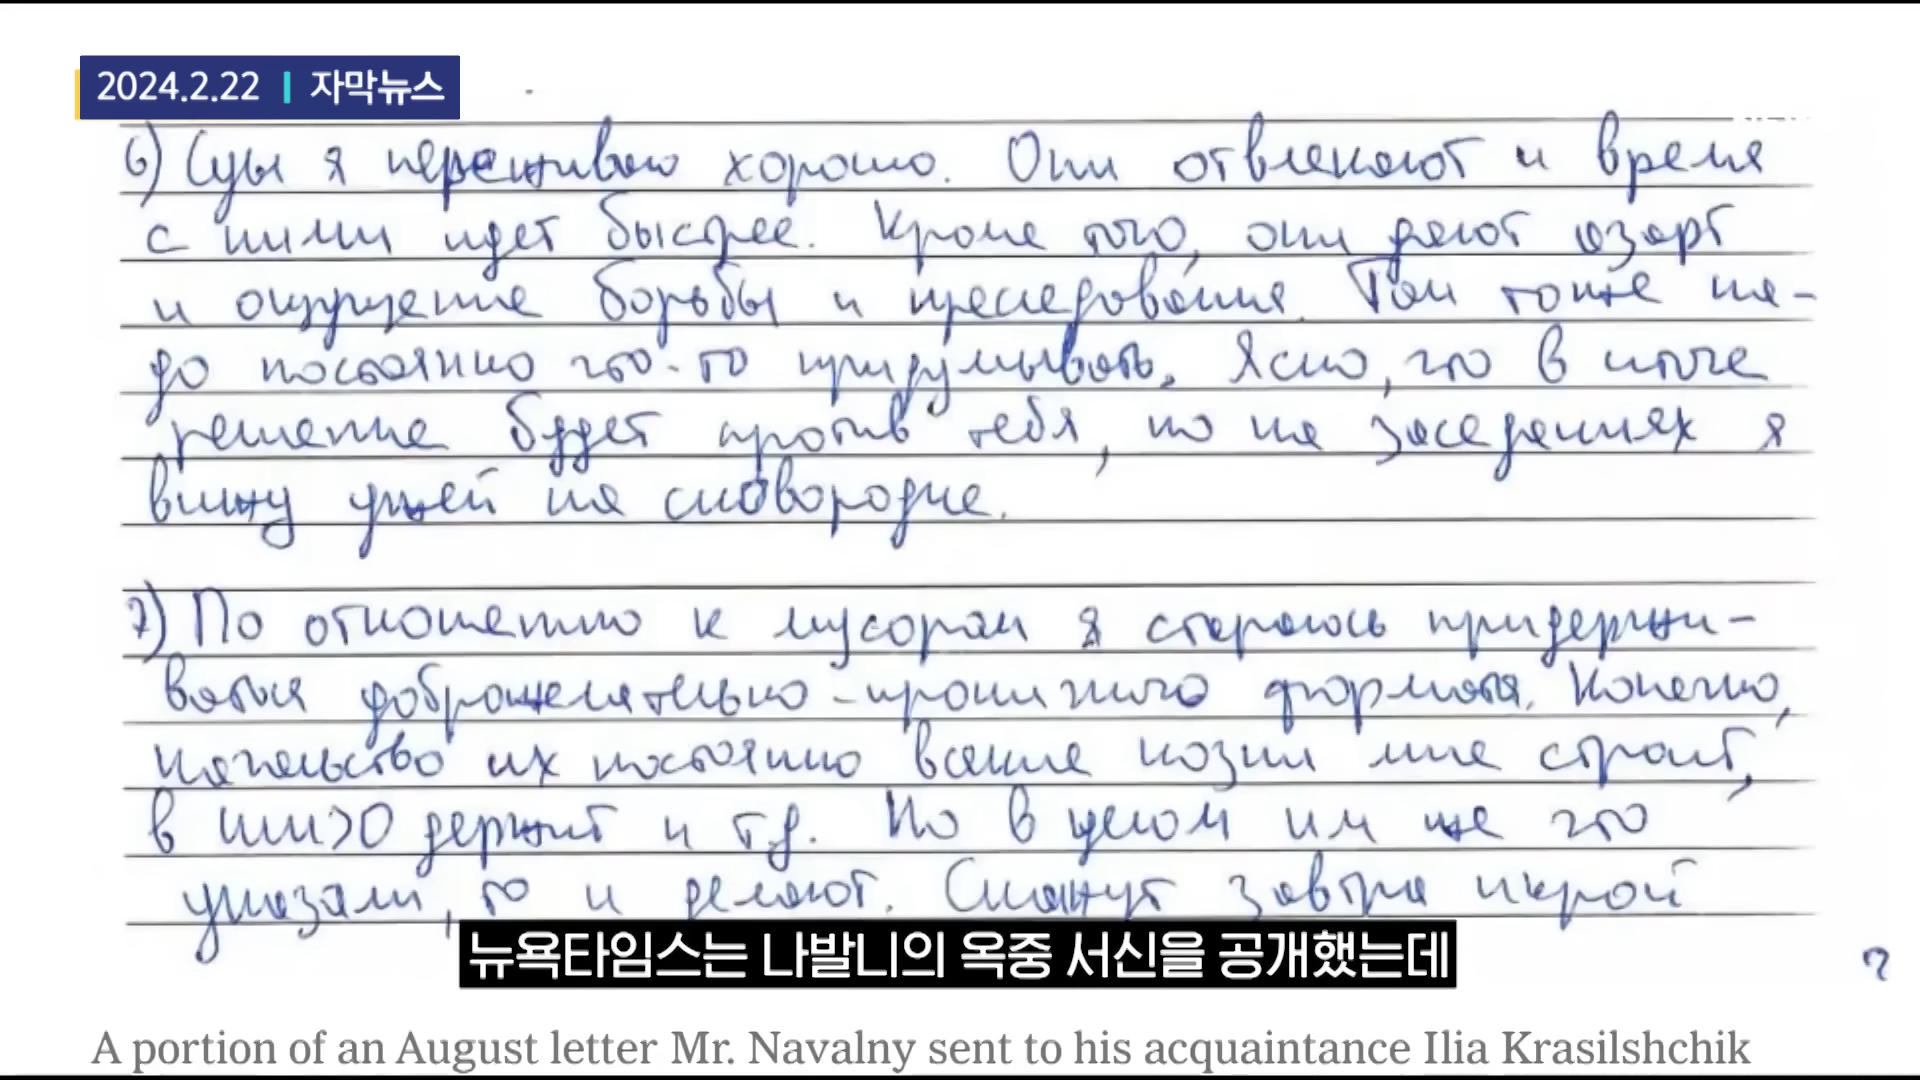 2024.2.22 | 자막뉴스
6) Суды я переживаю хорошо. Они отвлекают и время
с ними идет быстрее. Кроме того, они дают азарт
и ощущение борьбы и преследования. Там тоже на-
до постоянно что-то придумывать. Ясно, что в итоге
решение будет против тебя, но на заседаниях я
вижу ужей на сковородке.
7) По отношению к мусорам я стараюсь придержи-
ваться доброжелательно-ироничного формата. Конечно,
начальство их постоянно всякие козни мне строит,
в ШИЗО держит и т.д. Но в целом им же что
указали, то и делают. Скажут завтра икрой
뉴욕타임스는 나발니의 옥중 서신을 공개했는데
A portion of an August letter Mr. Navalny sent to his acquaintance Ilia Krasilshchik